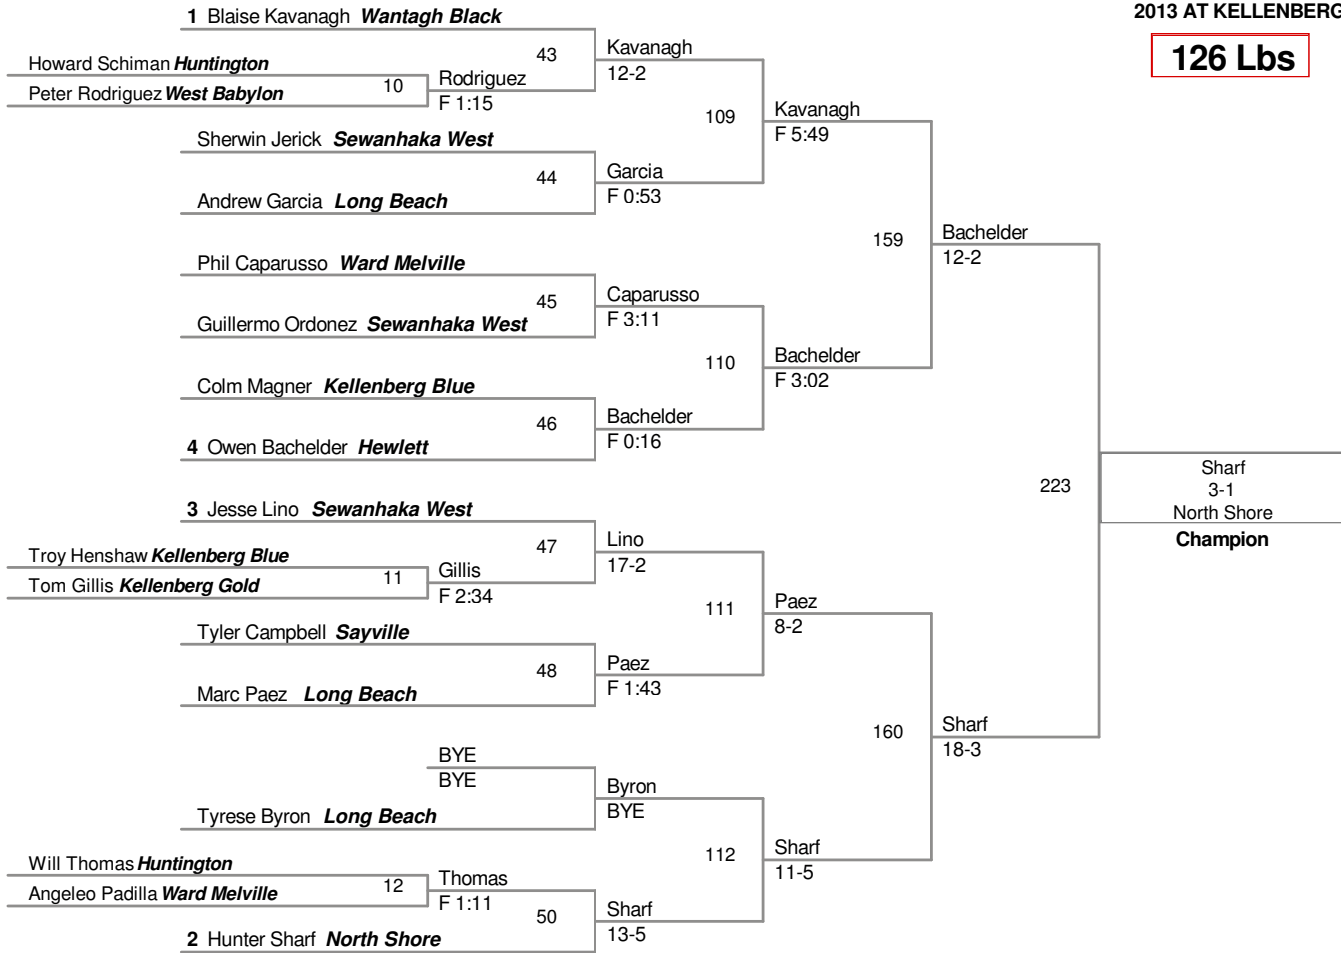 2013 AT KELLENBERG
126 Lbs
1 Blaise Kavanagh Wantagh Black
43
Kavanagh
12-2
Howard Schiman Huntington
10
Peter Rodriguez West Babylon
Rodriguez
F 1:15
109
Kavanagh
F 5:49
Sherwin Jerick Sewanhaka West
44
Garcia
F 0:53
Andrew Garcia Long Beach
159
Bachelder
12-2
Phil Caparusso Ward Melville
45
Caparusso
F 3:11
Guillermo Ordonez Sewanhaka West
110
Bachelder
F 3:02
Colm Magner Kellenberg Blue
46
Bachelder
F 0:16
4 Owen Bachelder Hewlett
223
Sharf
3-1
North Shore
Champion
3 Jesse Lino Sewanhaka West
47
Lino
17-2
Troy Henshaw Kellenberg Blue
11
Tom Gillis Kellenberg Gold
Gillis
F 2:34
111
Paez
8-2
Tyler Campbell Sayville
48
Paez
F 1:43
Marc Paez Long Beach
160
Sharf
18-3
BYE
BYE
Byron
BYE
Tyrese Byron Long Beach
112
Sharf
11-5
Will Thomas Huntington
12
Angeleo Padilla Ward Melville
Thomas
F 1:11
50
Sharf
13-5
2 Hunter Sharf North Shore